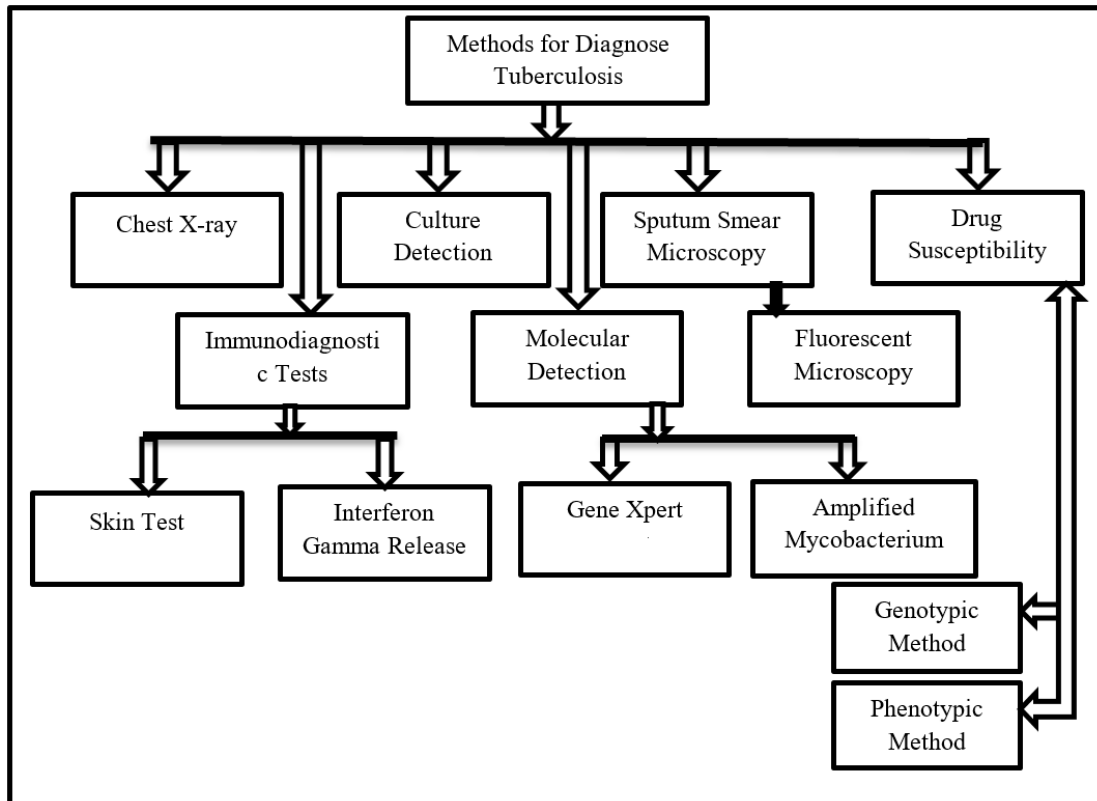 Methods for Diagnose
Tuberculosis
Chest X-ray
Culture
Detection
Sputum Smear
Microscopy
Drug
Susceptibility
Immunodiagnosti
c Tests
Molecular
Detection
Fluorescent
Microscopy
Skin Test
Interferon
Gamma Release
Gene Xpert
Amplified
Mycobacterium
Genotypic
Method
Phenotypic
Method